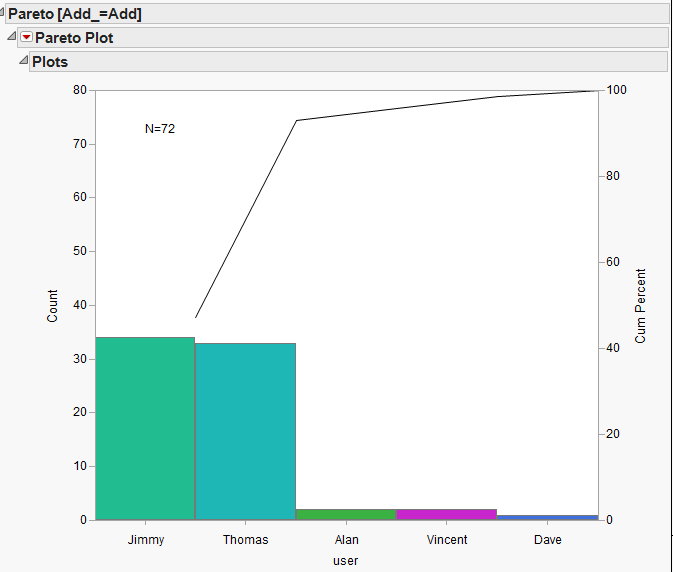 Pareto [Add_=Add]
Pareto Plot
Plots
80
70
60
50
40
30
20
10
0
Count
N=72
100
80
60
40
20
0
Cum Percent
Jimmy Thomas Alan Vincent Dave
user